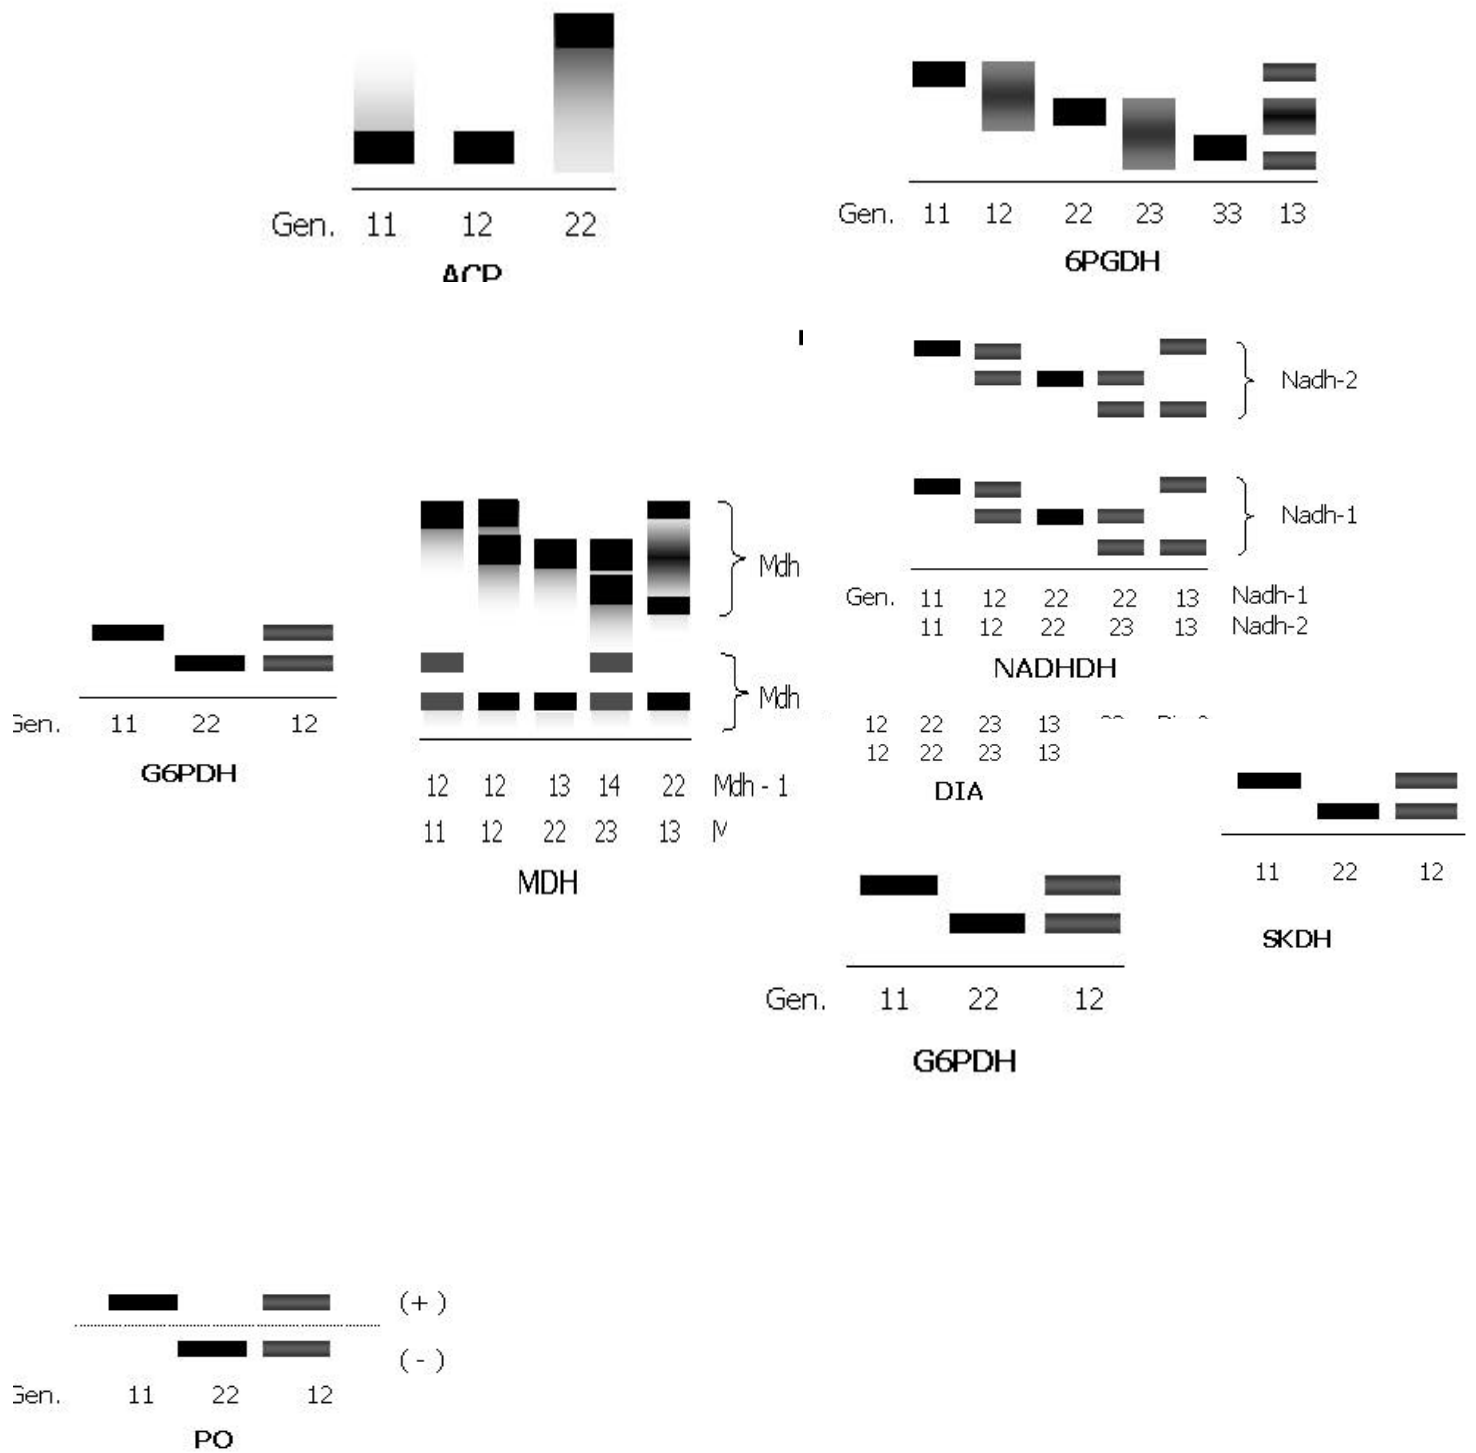 Gen. 11 12 22
ACP
Gen. 11 12 22 23 33 13
6PGDH
Nadh-2
Nadh-1
Gen. 11 12 22 22 13 Nadh-1
11 12 22 23 13 Nadh-2
NADHDH
Gen. 11 22 12
G6PDH
Mdh
Mdh
12 12 13 14 22 Mdh - 1
11 12 22 23 13 M
MDH
12 22 23 13
12 22 23 13
DIA
11 22 12
SKDH
Gen. 11 22 12
G6PDH
(+)
(-)
Gen. 11 22 12
PO